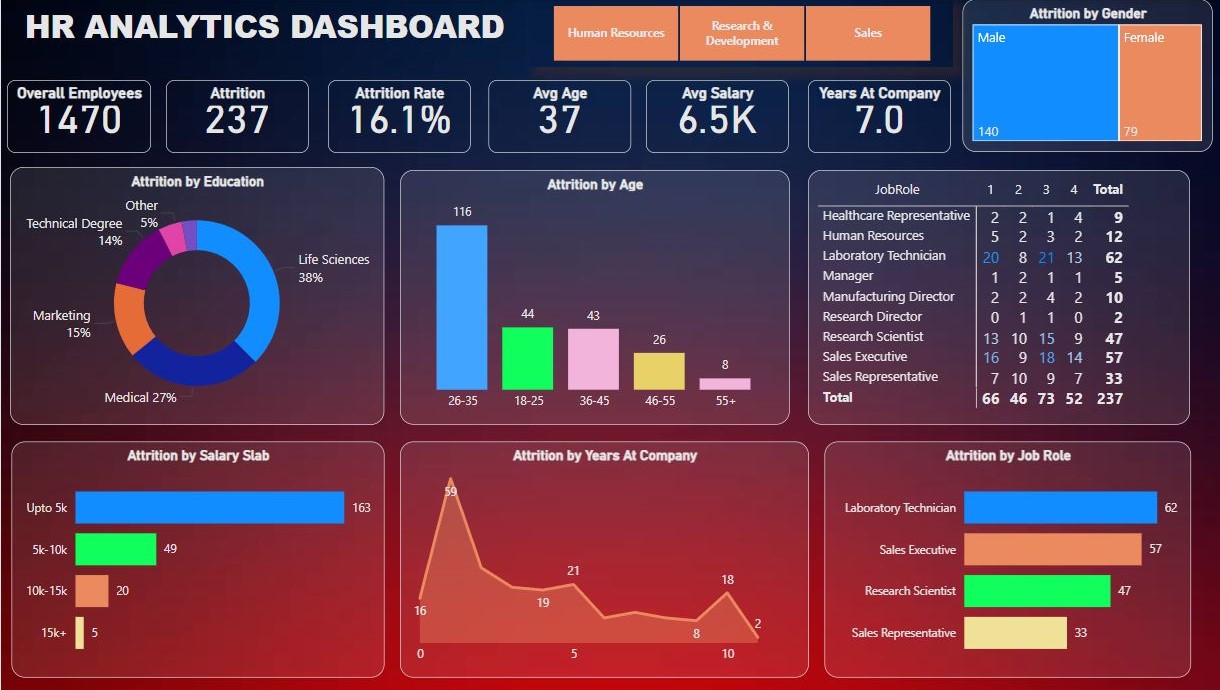 HR ANALYTICS DASHBOARD
Human Resources
Research &
Development
Sales
Attrition by Gender
Male
Female
140
79
Overall Employees
1470
Attrition
237
Attrition Rate
16.1%
Avg Age
37
Avg Salary
6.5K
Years At Company
7.0
Attrition by Education
Other
5%
Technical Degree
14%
Life Sciences
38%
Marketing
15%
Medical 27%
Attrition by Age
116
44
43
26
8
26-35
18-25
36-45
46-55
55+
JobRole 1 2 3 4 Total
Healthcare Representative 2 2 1 4 9
Human Resources 5 2 3 2 12
Laboratory Technician 20 8 21 13 62
Manager 1 2 1 1 5
Manufacturing Director 2 2 4 2 10
Research Director 0 1 1 0 2
Research Scientist 13 10 15 9 47
Sales Executive 16 9 18 14 57
Sales Representative 7 10 9 7 33
Total 66 46 73 52 237
Attrition by Salary Slab
Upto 5k 163
5k-10k 49
10k-15k 20
15k+ 5
Attrition by Years At Company
59
21
18
16
19
8
2
0
5
10
Attrition by Job Role
Laboratory Technician 62
Sales Executive 57
Research Scientist 47
Sales Representative 33